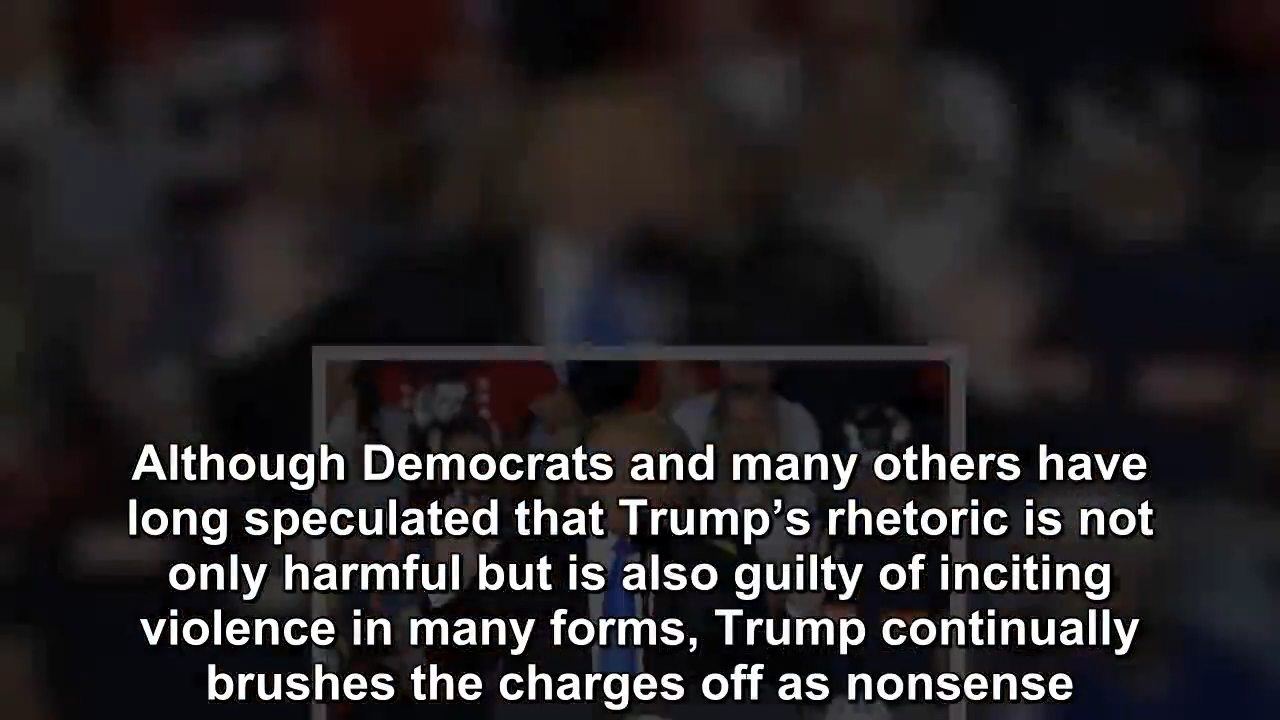 Although Democrats and many others have
long speculated that Trump’s rhetoric is not
only harmful but is also guilty of inciting
violence in many forms, Trump continually
brushes the charges off as nonsense